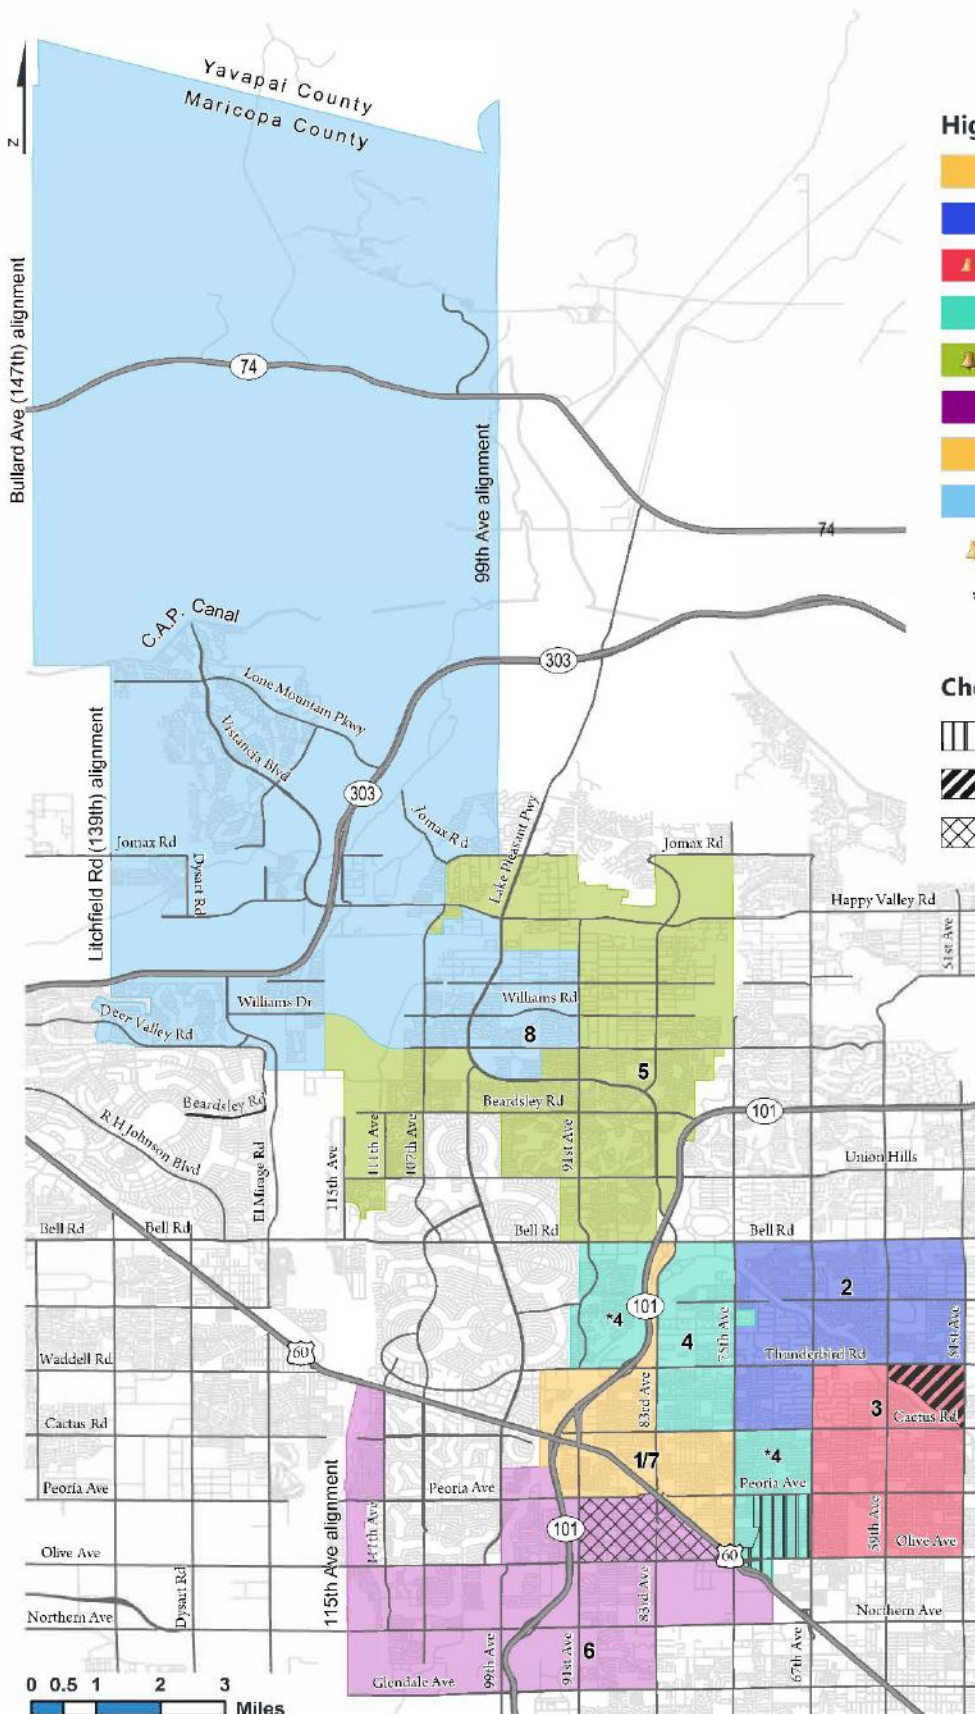 Yavapai County
Maricopa County
N
Hig
Bullard Ave (147th) alignment
74
99th Ave alignment
74
C.A.P. Canal
303
Lone Mountain Pkwy
Vistancia Blvd
Che
Litchfield Rd (139th) alignment
303
Jomax Rd
Lake Pleasant Pwy
Jomax Rd
Jomax Rd
Dysart Rd
Happy Valley Rd
51st Ave
Williams Dr
Williams Rd
Deer Valley Rd
8
5
Beardsley Rd
Beardsley Rd
101
R H Johnson Blvd
El Mirage Rd
115th Ave
111th Ave
107th Ave
91st Ave
Union Hills
Bell Rd
Bell Rd
Bell Rd
Bell Rd
2
101
*4
4
75th Ave
51st Ave
60
Waddell Rd
Thunderbird Rd
83rd Ave
3
Cactus Rd
Cactus Rd
1/7
*4
Peoria Ave
Peoria Ave
Peoria Ave
115th Ave alignment
111th Ave
101
59th Ave
Olive Ave
Olive Ave
60
Dysart Rd
83rd Ave
Northern Ave
Northern Ave
99th Ave
91st Ave
6
67th Ave
Glendale Ave
0 0.5 1 2 3
Miles